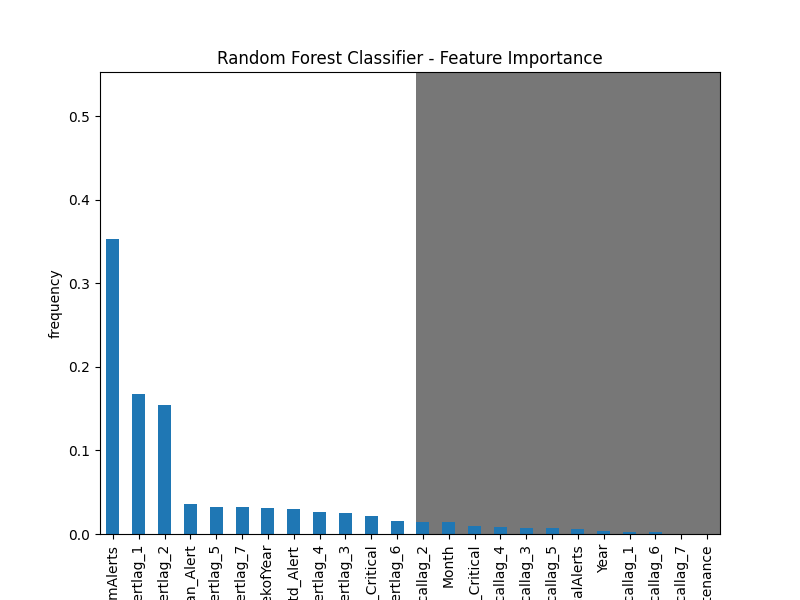 Random Forest Classifier - Feature Importance
frequency
0.5
0.4
0.3
0.2
0.1
0.0
mAlerts
ertlag_1
ertlag_2
an_Alert
ertlag_5
ertlag_7
ekofYear
td_Alert
ertlag_4
ertlag_3
_Critical
ertlag_6
callag_2
Month
_Critical
callag_4
callag_3
callag_5
alAlerts
Year
callag_1
callag_6
callag_7
tenance